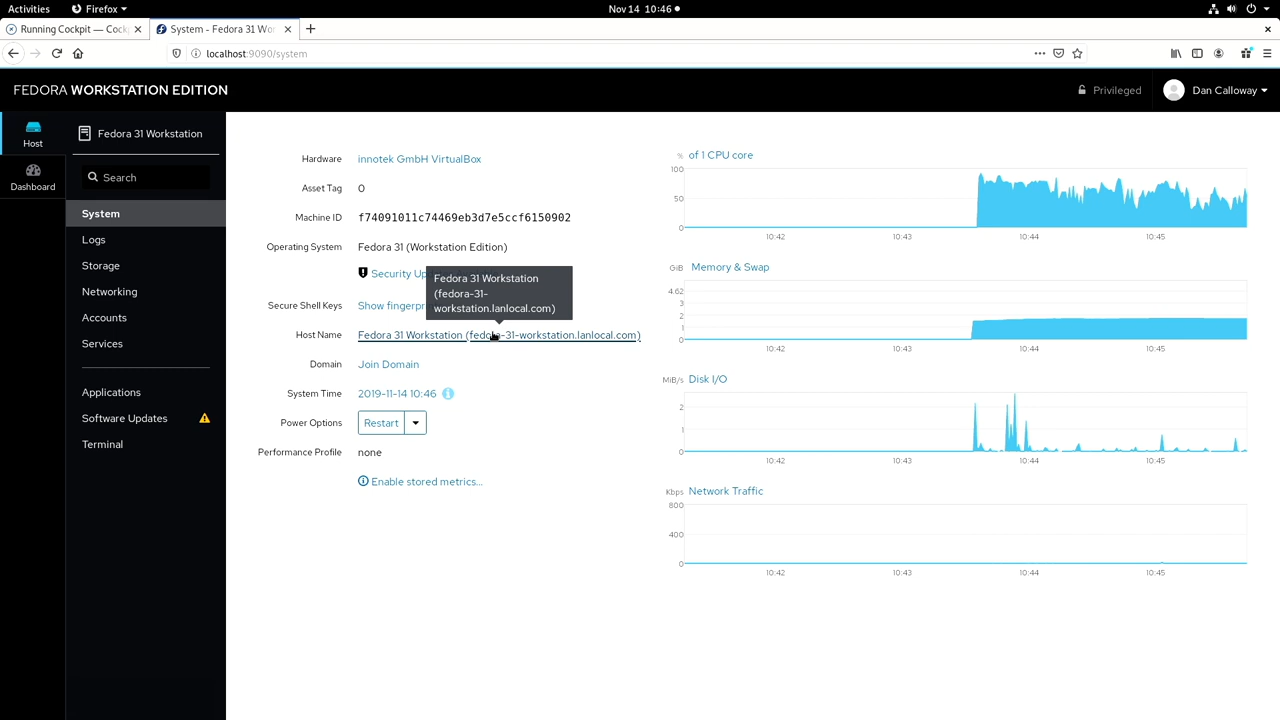 Activities
Firefox
Nov 14 10:46
Running Cockpit — Cock
System - Fedora 31 Wo
localhost:9090/system
FEDORA WORKSTATION EDITION
Privileged
Dan Calloway
Host
Dashboard
Fedora 31 Workstation
Search
System
Logs
Storage
Networking
Accounts
Services
Applications
Software Updates
Terminal
Hardware innotek GmbH VirtualBox
Asset Tag 0
Machine ID f74091011c74469eb3d7e5ccf6150902
Operating System Fedora 31 (Workstation Edition)
Security
Fedora 31 Workstation
(fedora-31-
workstation.lanlocal.com)
Secure Shell Keys Show
Host Name Fedora 31 Workstation (fedora-31-workstation.lanlocal.com)
Domain Join Domain
System Time 2019-11-14 10:46
Power Options Restart
Performance Profile none
Enable stored metrics...
% of 1 CPU core
100
50
0
10:42 10:43 10:44 10:45
GiB Memory & Swap
4.62
3
2
1
0
10:42 10:43 10:44 10:45
MiB/s Disk I/O
2
1
0
10:42 10:43 10:44 10:45
Kbps Network Traffic
800
400
0
10:42 10:43 10:44 10:45